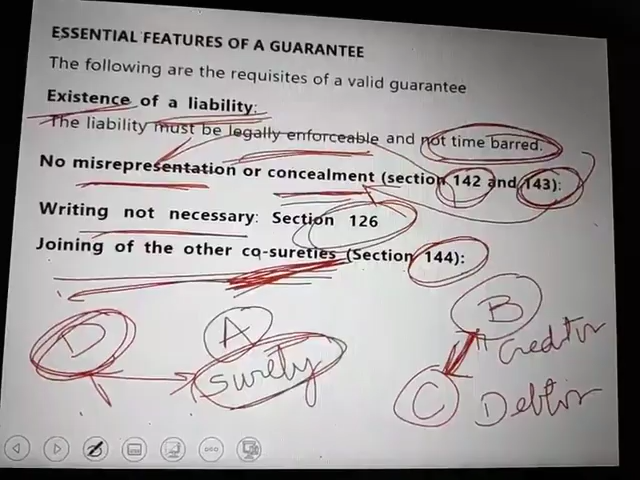 ESSENTIAL FEATURES OF A GUARANTEE
The following are the requisites of a valid guarantee
Existence of a liability:
The liability must be legally enforceable and not time barred.
No misrepresentation or concealment (section 142 and 143):
Writing not necessary: Section 126
Joining of the other co-sureties (Section 144):
D A B
Surety Creditor
C Debtor